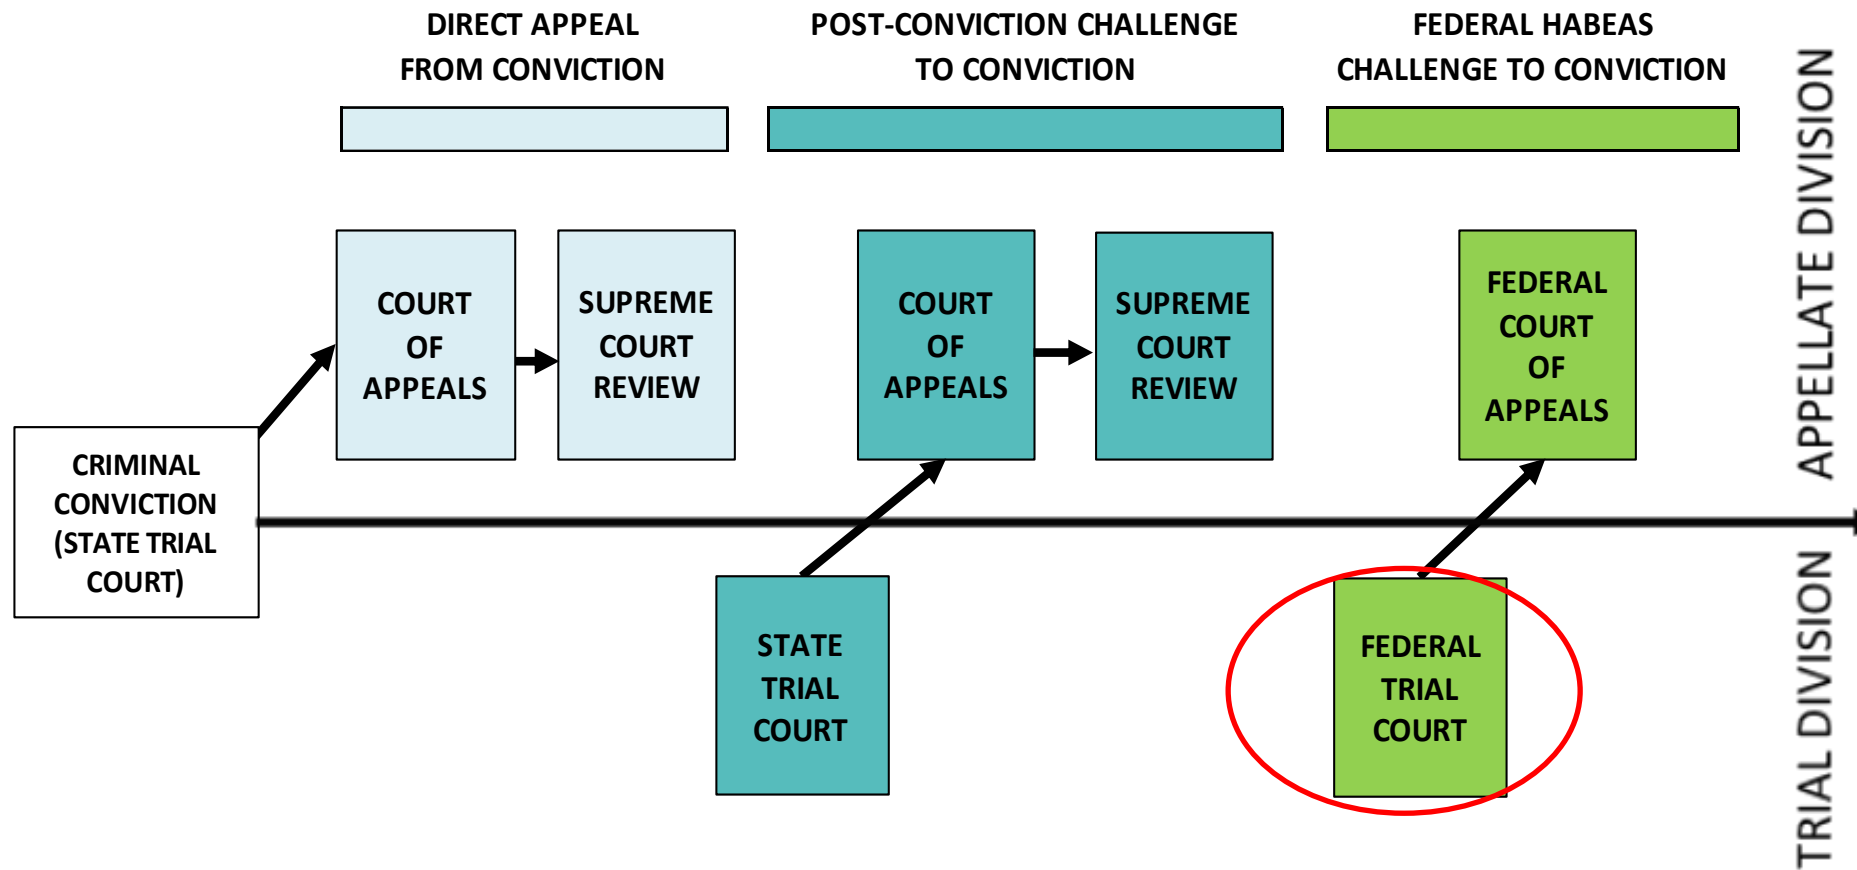 DIRECT APPEAL
FROM CONVICTION
POST-CONVICTION CHALLENGE
TO CONVICTION
FEDERAL HABEAS
CHALLENGE TO CONVICTION
APPELLATE DIVISION
COURT
OF
APPEALS
SUPREME
COURT
REVIEW
COURT
OF
APPEALS
SUPREME
COURT
REVIEW
FEDERAL
COURT
OF
APPEALS
CRIMINAL
CONVICTION
(STATE TRIAL
COURT)
STATE
TRIAL
COURT
FEDERAL
TRIAL
COURT
TRIAL DIVISION